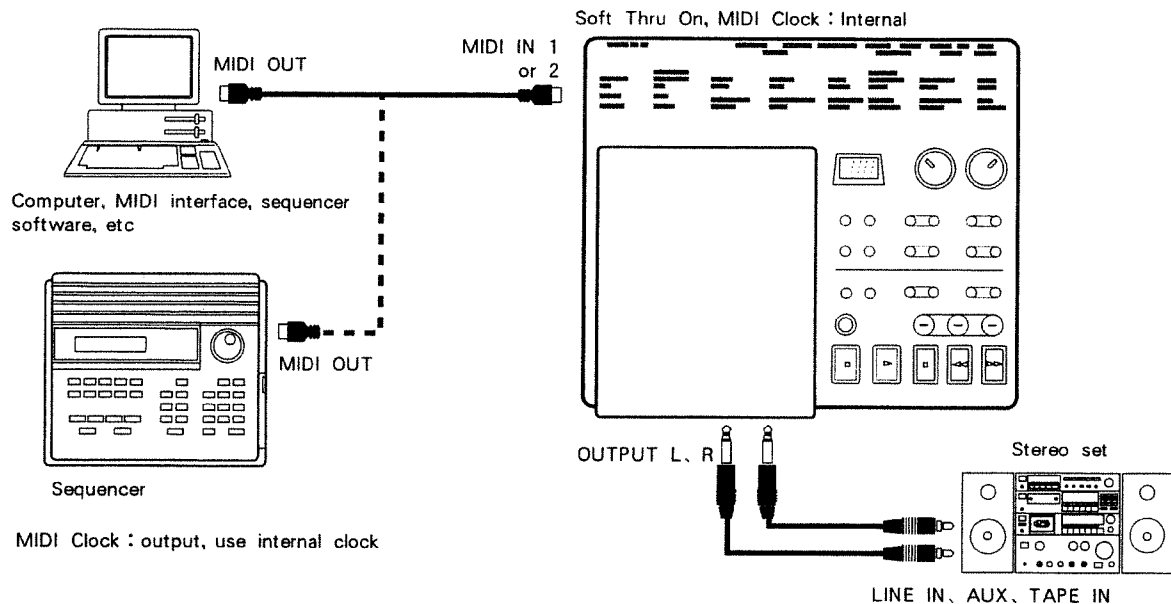 Soft Thru On, MIDI Clock : Internal
MIDI OUT
MIDI IN 1
or 2
Computer, MIDI interface, sequencer
software, etc
MIDI OUT
Sequencer
MIDI Clock : output, use internal clock
OUTPUT L、R
Stereo set
LINE IN、AUX、TAPE IN